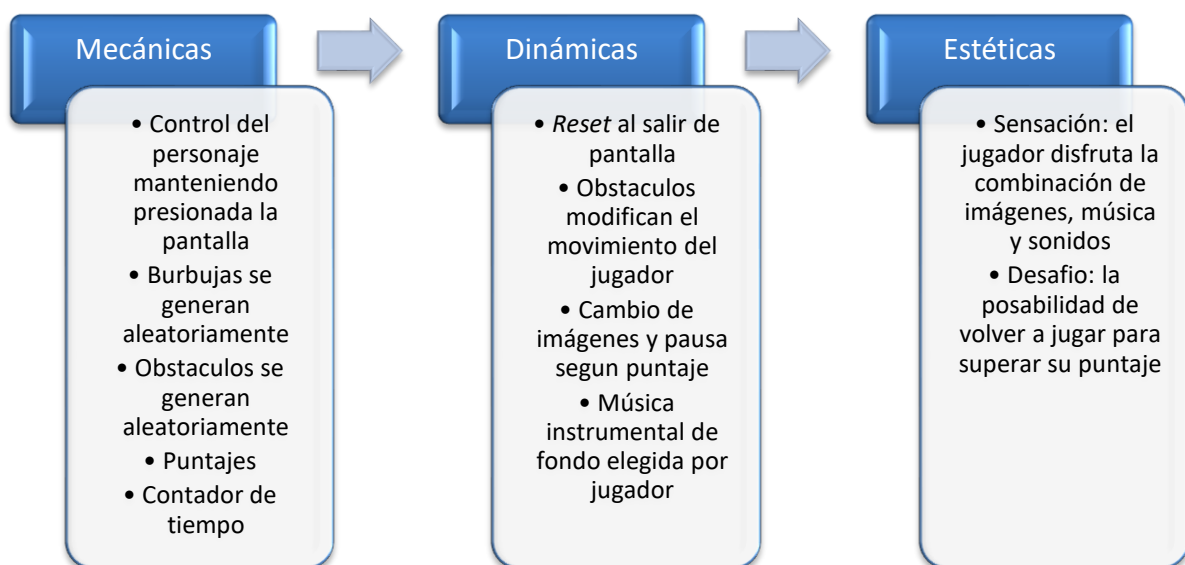 Mecánicas
• Control del
personaje
manteniendo
presionada la
pantalla
• Burbujas se
generan
aleatoriamente
• Obstaculos se
generan
aleatoriamente
• Puntajes
• Contador de
tiempo
Dinámicas
• Reset al salir de
pantalla
• Obstaculos
modifican el
movimiento del
jugador
• Cambio de
imágenes y pausa
segun puntaje
• Música
instrumental de
fondo elegida por
jugador
Estéticas
• Sensación: el
jugador disfruta la
combinación de
imágenes, música
y sonidos
• Desafio: la
posabilidad de
volver a jugar para
superar su puntaje